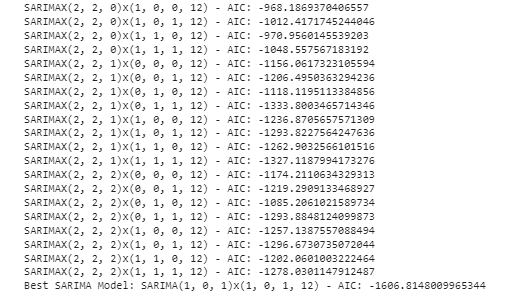 SARIMAX(2, 2, 0)x(1, 0, 0, 12) - AIC: -968.1869370406557
SARIMAX(2, 2, 0)x(1, 0, 1, 12) - AIC: -1012.4171745244046
SARIMAX(2, 2, 0)x(1, 1, 0, 12) - AIC: -970.9560145539203
SARIMAX(2, 2, 0)x(1, 1, 1, 12) - AIC: -1048.557567183192
SARIMAX(2, 2, 1)x(0, 0, 0, 12) - AIC: -1156.0617323105594
SARIMAX(2, 2, 1)x(0, 0, 1, 12) - AIC: -1206.4950363294236
SARIMAX(2, 2, 1)x(0, 1, 0, 12) - AIC: -1118.1195113384856
SARIMAX(2, 2, 1)x(0, 1, 1, 12) - AIC: -1333.8003465714346
SARIMAX(2, 2, 1)x(1, 0, 0, 12) - AIC: -1236.8705657571309
SARIMAX(2, 2, 1)x(1, 0, 1, 12) - AIC: -1293.8227564247636
SARIMAX(2, 2, 1)x(1, 1, 0, 12) - AIC: -1262.9032566101516
SARIMAX(2, 2, 1)x(1, 1, 1, 12) - AIC: -1327.1187994173276
SARIMAX(2, 2, 2)x(0, 0, 0, 12) - AIC: -1174.2110634329313
SARIMAX(2, 2, 2)x(0, 0, 1, 12) - AIC: -1219.2909133468927
SARIMAX(2, 2, 2)x(0, 1, 0, 12) - AIC: -1085.2061021589734
SARIMAX(2, 2, 2)x(0, 1, 1, 12) - AIC: -1293.8848124099873
SARIMAX(2, 2, 2)x(1, 0, 0, 12) - AIC: -1257.1387557088494
SARIMAX(2, 2, 2)x(1, 0, 1, 12) - AIC: -1296.6730735072044
SARIMAX(2, 2, 2)x(1, 1, 0, 12) - AIC: -1202.0601003222464
SARIMAX(2, 2, 2)x(1, 1, 1, 12) - AIC: -1278.0301147912487
Best SARIMA Model: SARIMA(1, 0, 1)x(1, 0, 1, 12) - AIC: -1606.8148009965344